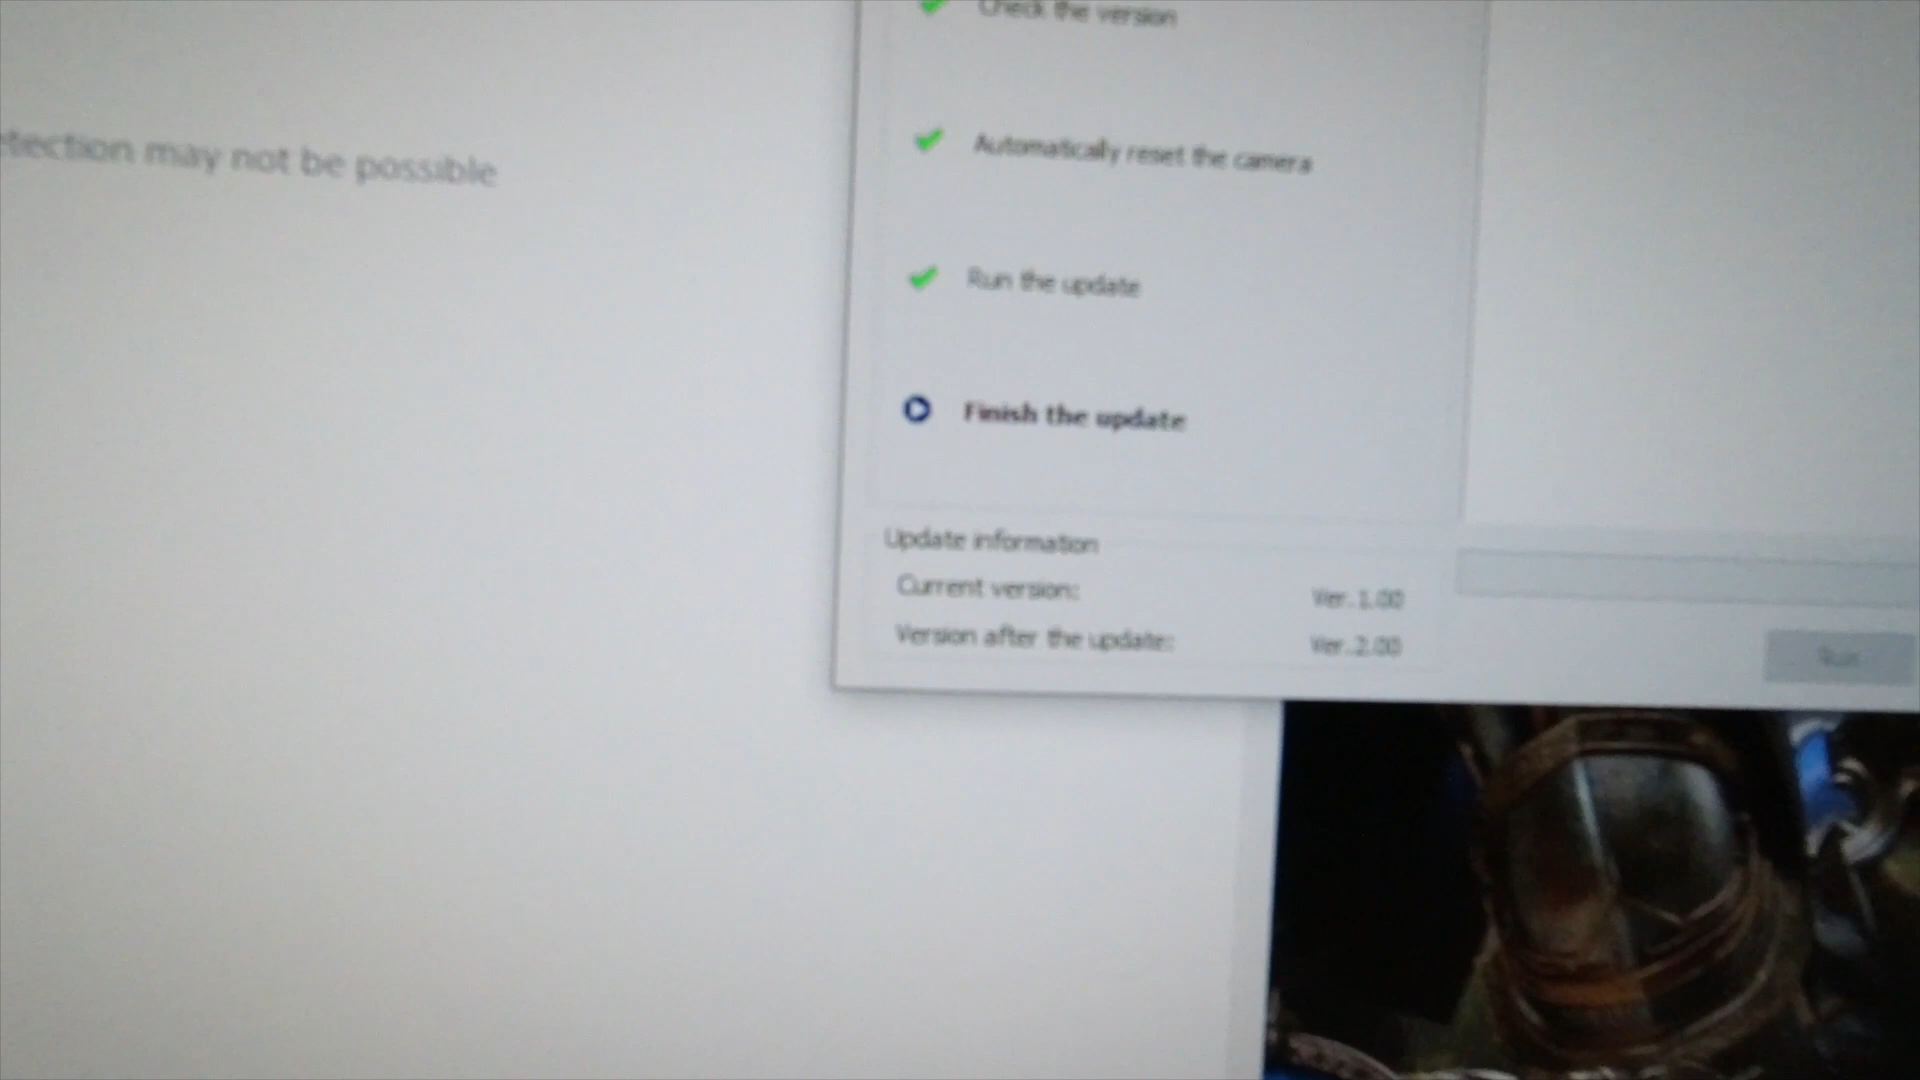 Check the version
etection may not be possible
Automatically reset the camera
Run the update
Finish the update
Update information
Current version: Ver.1.00
Version after the update: Ver.2.00
Run